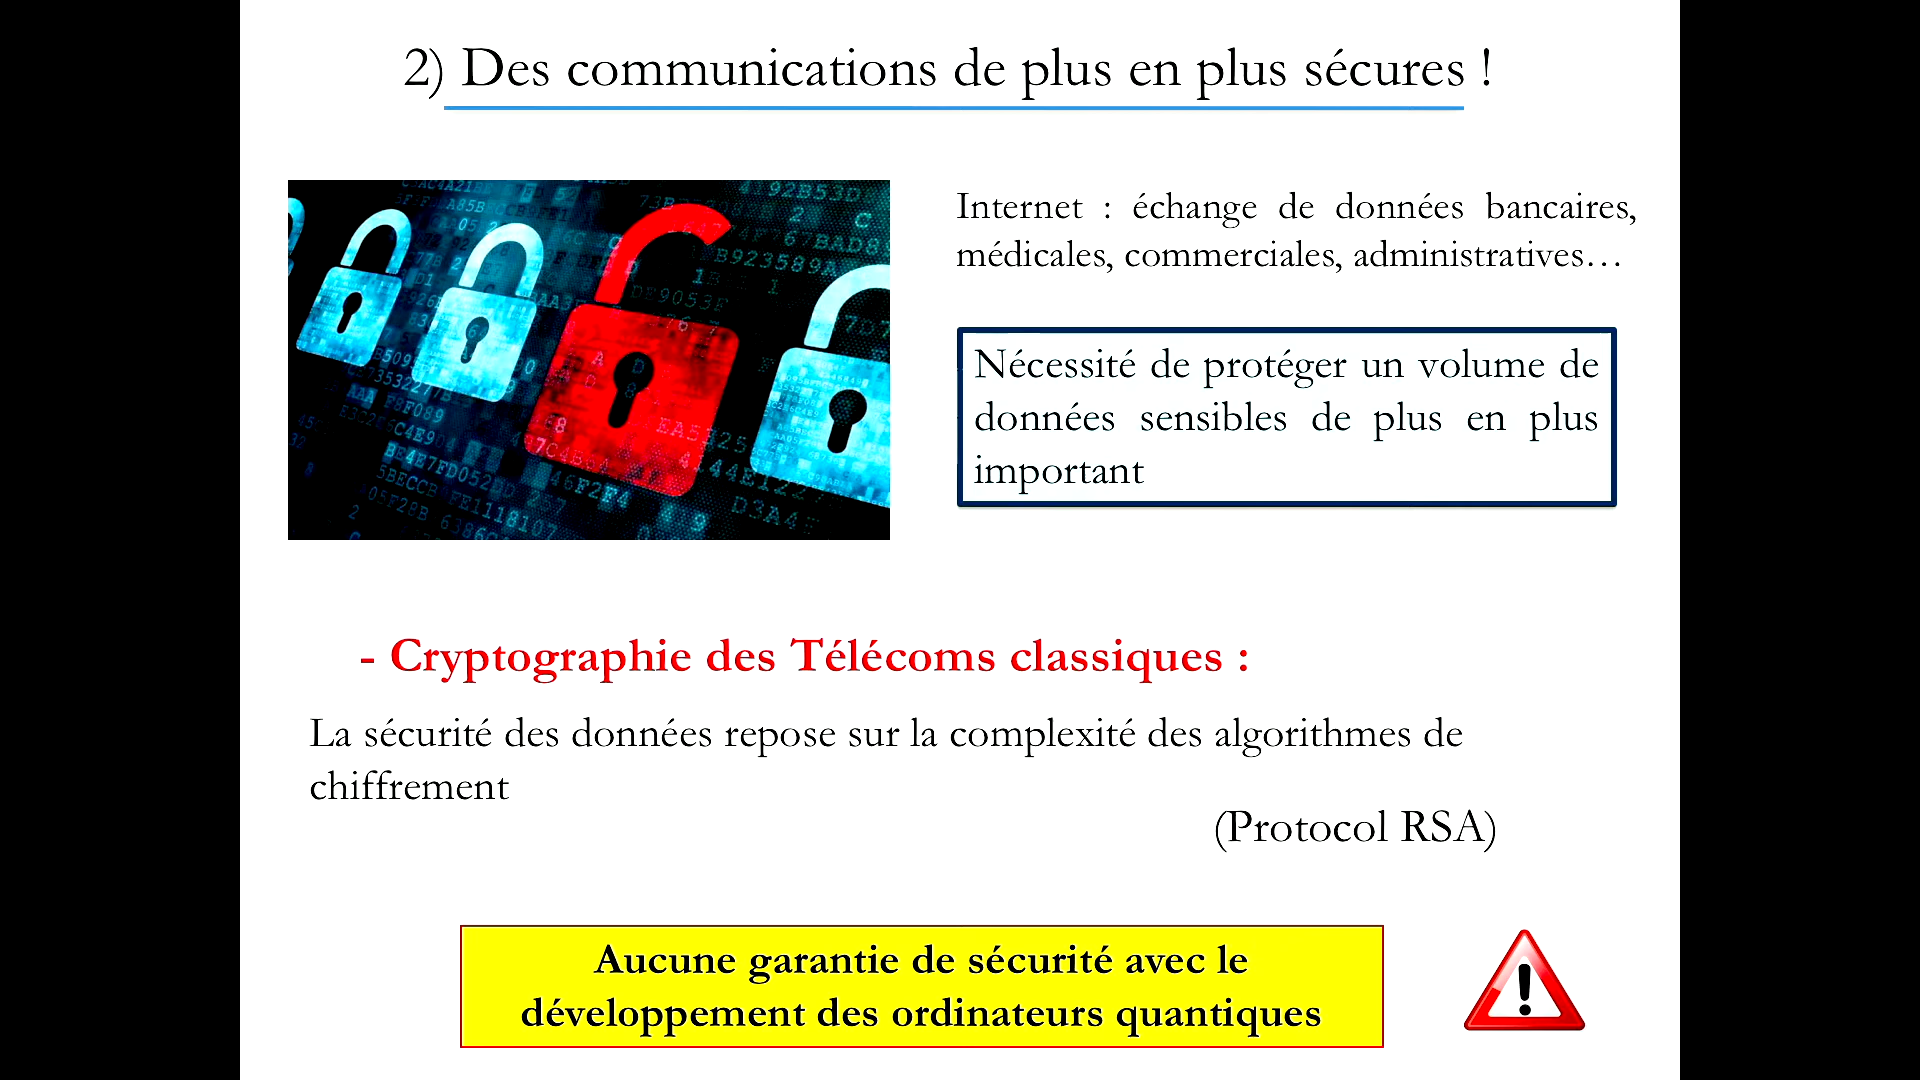 2) Des communications de plus en plus sécures !
Internet : échange de données bancaires,
médicales, commerciales, administratives…
Nécessité de protéger un volume de
données sensibles de plus en plus
important
- Cryptographie des Télécoms classiques :
La sécurité des données repose sur la complexité des algorithmes de
chiffrement
(Protocol RSA)
Aucune garantie de sécurité avec le
développement des ordinateurs quantiques